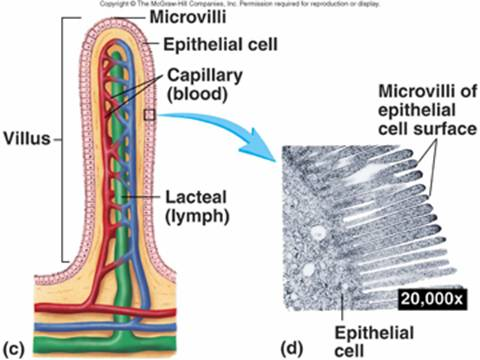 Copyright © The McGraw-Hill Companies, Inc. Permission required for reproduction or display.
Microvilli
Epithelial cell
Capillary
(blood)
Villus
Lacteal
(lymph)
(c)
Microvilli of
epithelial
cell surface
20,000x
Epithelial
cell
(d)